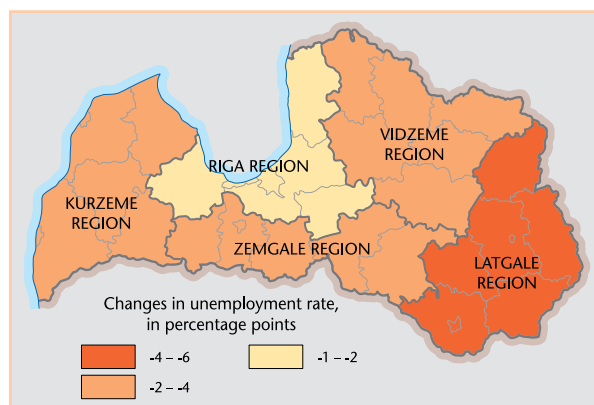 RIGA REGION
VIDZEME
REGION
KURZEME
REGION
ZEMGALE REGION
LATGALE
REGION
Changes in unemployment rate,
in percentage points
-4 – -6
-1 – -2
-2 – -4